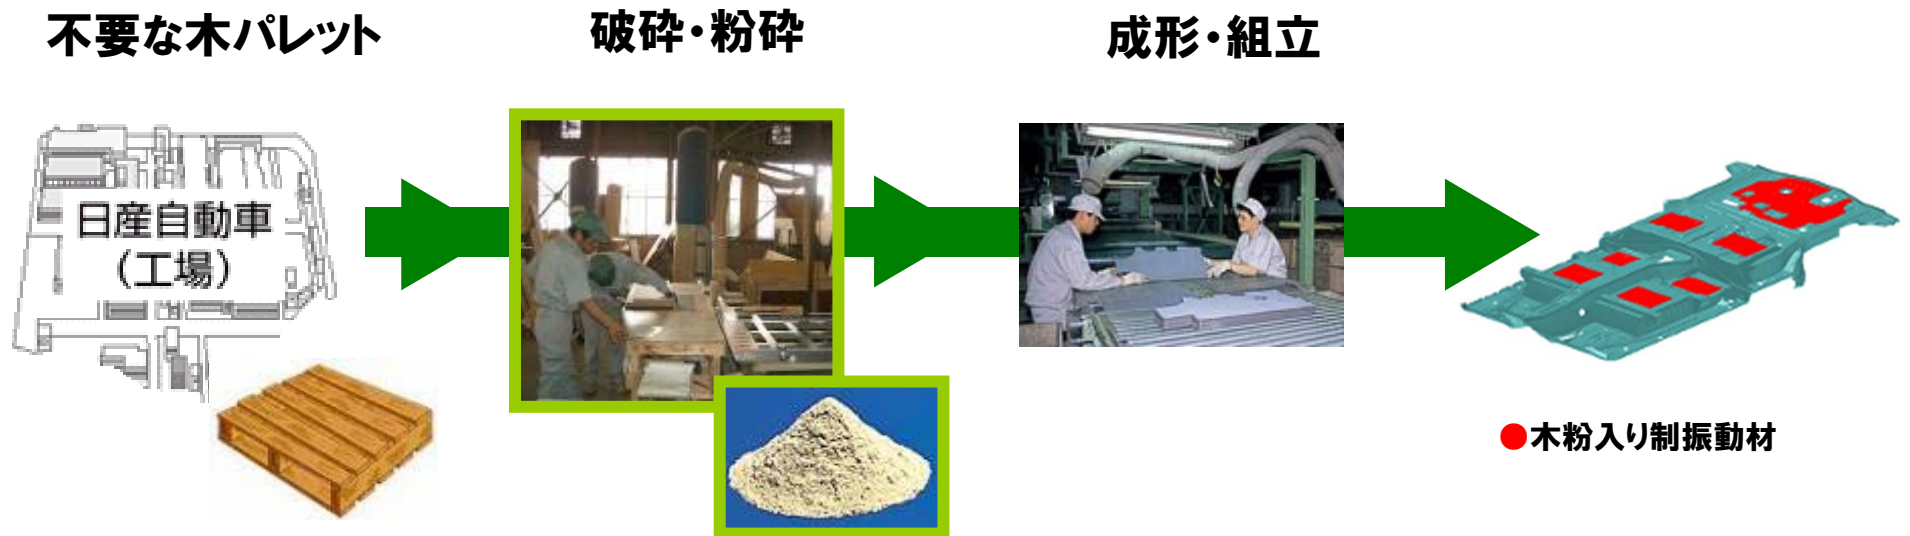 不要な木パレット
破砕・粉砕
成形・組立
日産自動車
（工場）
●木粉入り制振動材